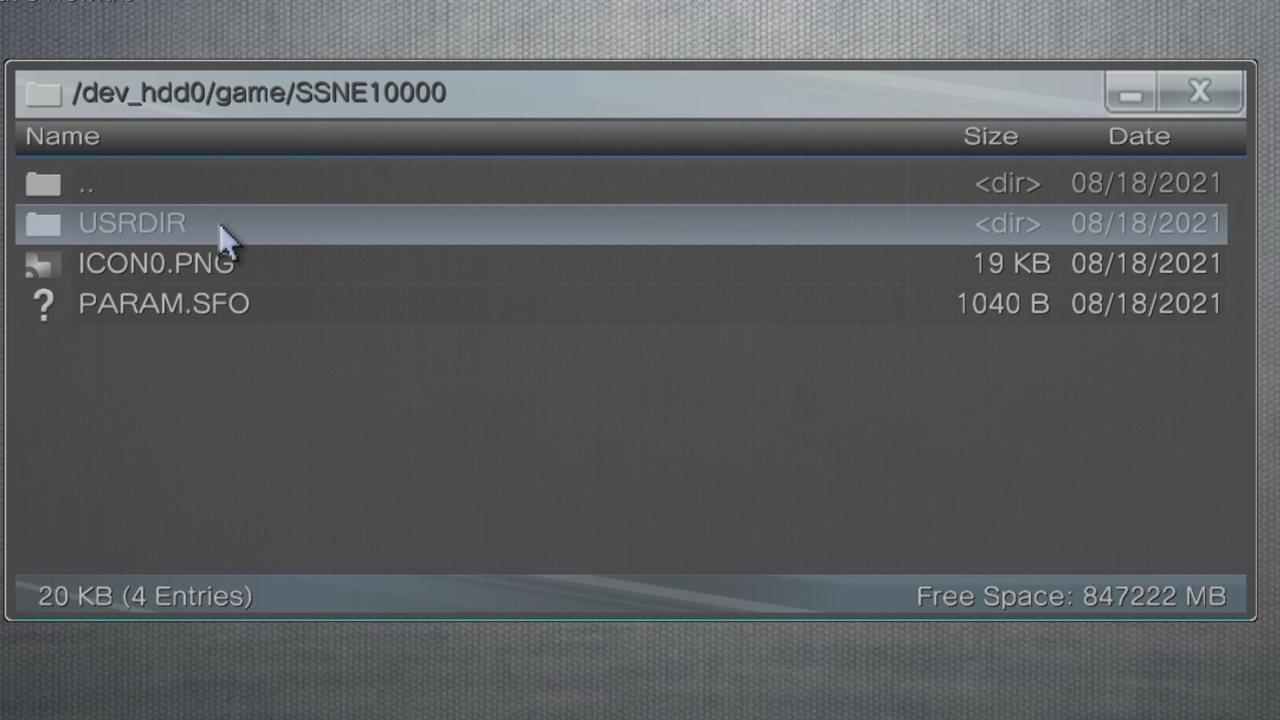 /dev_hdd0/game/SSNE10000
Name Size Date
.. <dir> 08/18/2021
USRDIR <dir> 08/18/2021
ICON0.PNG 19 KB 08/18/2021
? PARAM.SFO 1040 B 08/18/2021
20 KB (4 Entries) Free Space: 847222 MB